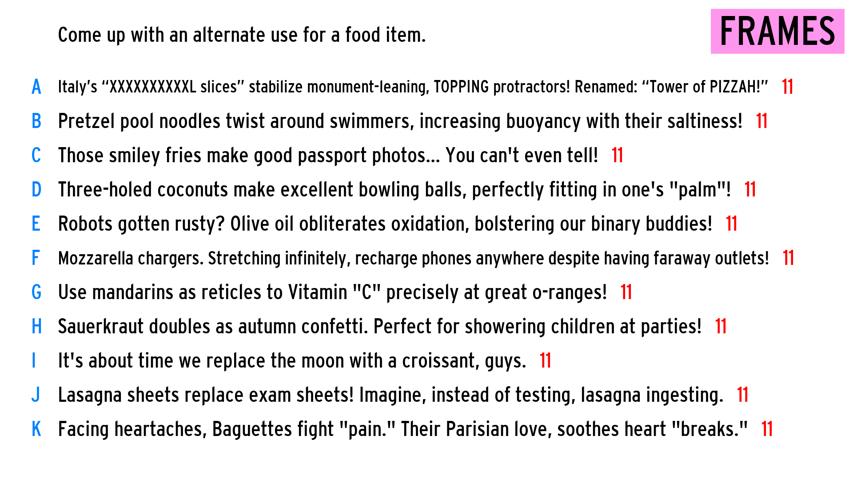 Come up with an alternate use for a food item.
FRAMES
A Italy's “XXXXXXXXXXL slices” stabilize monument-leaning, TOPPING protractors! Renamed: “Tower of PIZZAH!” 11
B Pretzel pool noodles twist around swimmers, increasing buoyancy with their saltiness! 11
C Those smiley fries make good passport photos... You can't even tell! 11
D Three-holed coconuts make excellent bowling balls, perfectly fitting in one's "palm"! 11
E Robots gotten rusty? Olive oil obliterates oxidation, bolstering our binary buddies! 11
F Mozzarella chargers. Stretching infinitely, recharge phones anywhere despite having faraway outlets! 11
G Use mandarins as reticles to Vitamin "C" precisely at great o-ranges! 11
H Sauerkraut doubles as autumn confetti. Perfect for showering children at parties! 11
I It's about time we replace the moon with a croissant, guys. 11
J Lasagna sheets replace exam sheets! Imagine, instead of testing, lasagna ingesting. 11
K Facing heartaches, Baguettes fight "pain." Their Parisian love, soothes heart "breaks." 11